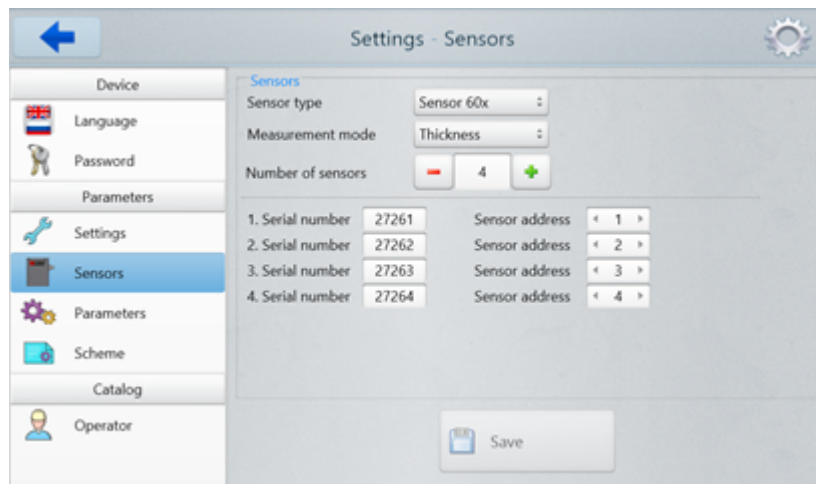 Settings - Sensors
Device
Language
Password
Parameters
Settings
Sensors
Parameters
Scheme
Catalog
Operator
Sensors
Sensor type Sensor 60x
Measurement mode Thickness
Number of sensors 4
1. Serial number 27261 Sensor address 1
2. Serial number 27262 Sensor address 2
3. Serial number 27263 Sensor address 3
4. Serial number 27264 Sensor address 4
Save